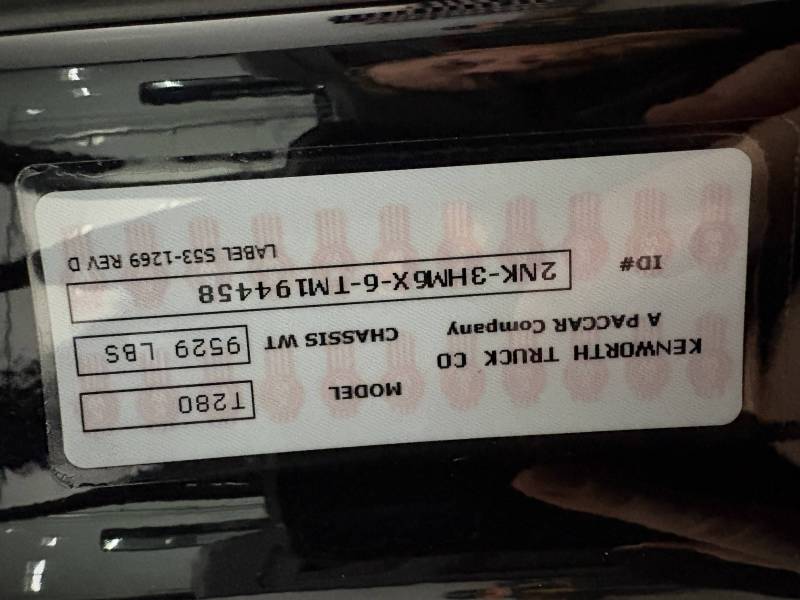 KENWORTH TRUCK CO
A PACCAR Company
MODEL T280
CHASSIS WT 9529 LBS
ID# 2NK-3HM6X-6-TM194458
LABEL S53-1269 REV D